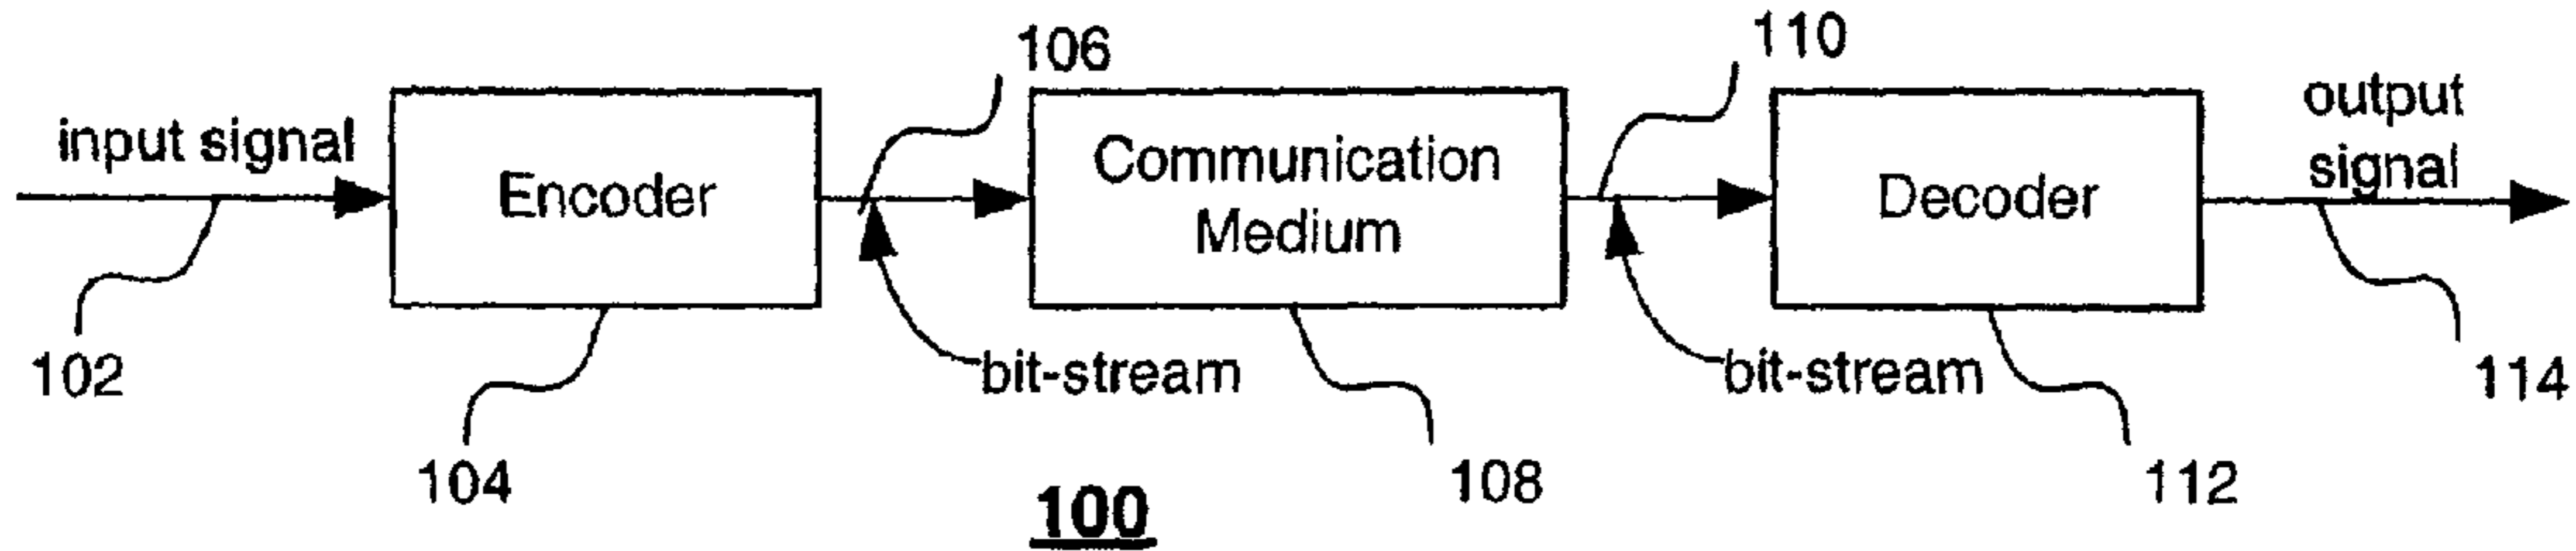 106
110
input signal
Encoder
Communication
Medium
Decoder
output
signal
102
bit-stream
bit-stream
114
104
100
108
112